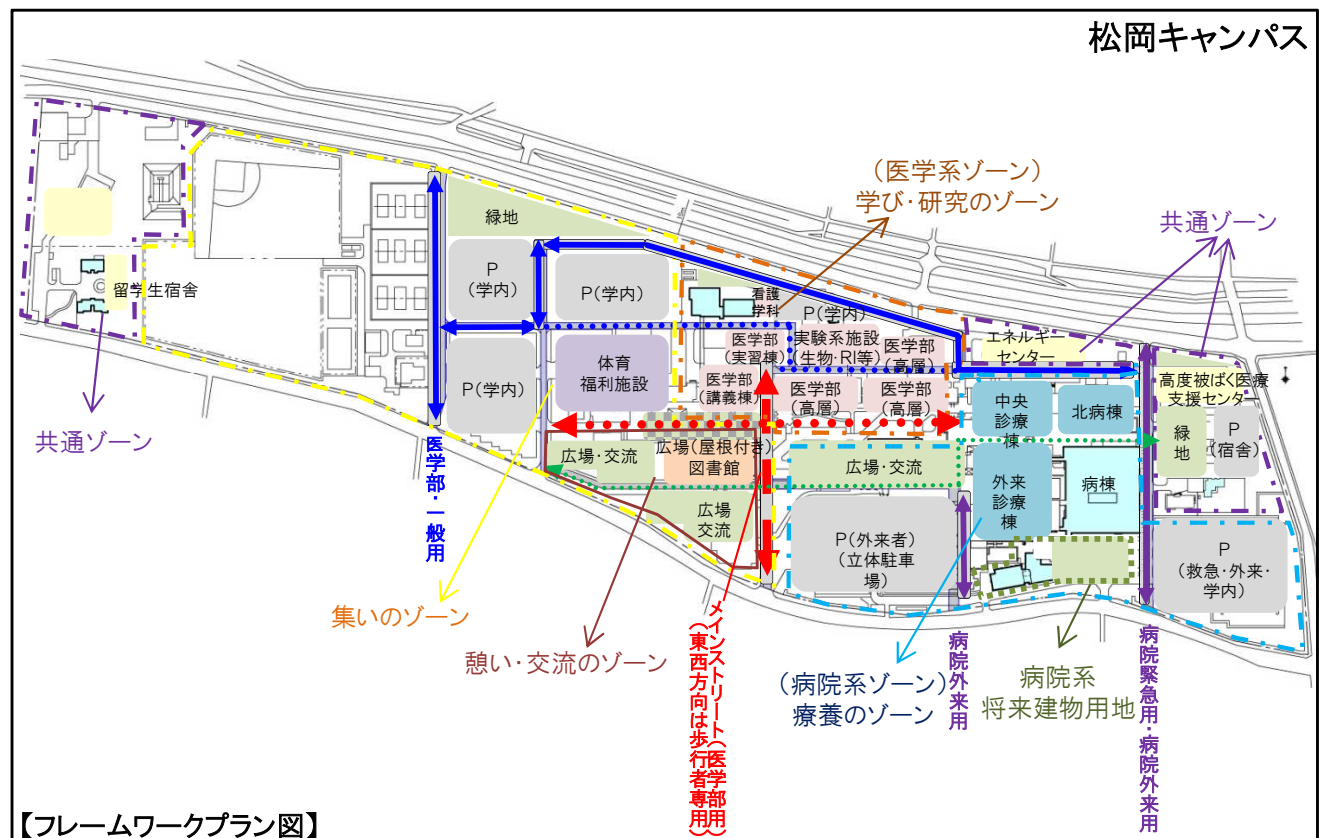 松岡キャンパス
(医学系ゾーン)
学び・研究のゾーン
共通ゾーン
緑地
P
(学内)
P(学内)
看護
学科
P(学内)
留学生宿舎
医学部
(実習棟)
実験系施設
(生物・RI等)
医学部
(高層)
エネルギー
センター
体育
福利施設
P(学内)
医学部
(講義棟)
医学部
(高層)
医学部
(高層)
中央
診療
棟
北病棟
高度被ばく医療
支援センタ
緑
地
P
(宿舎)
共通ゾーン
医学部・一般用
広場・交流
広場(屋根付き)
図書館
広場・交流
外来
診療
棟
病棟
広場
交流
P(外来者)
(立体駐車
場)
P
(救急・外来・
学内)
集いのゾーン
憩い・交流のゾーン
メインストリート(医学部用)
(東西方向は歩行者専用)
(病院系ゾーン)
療養のゾーン
病院外来用
病院系
将来建物用地
病院緊急用・病院外来用
【フレームワークプラン図】